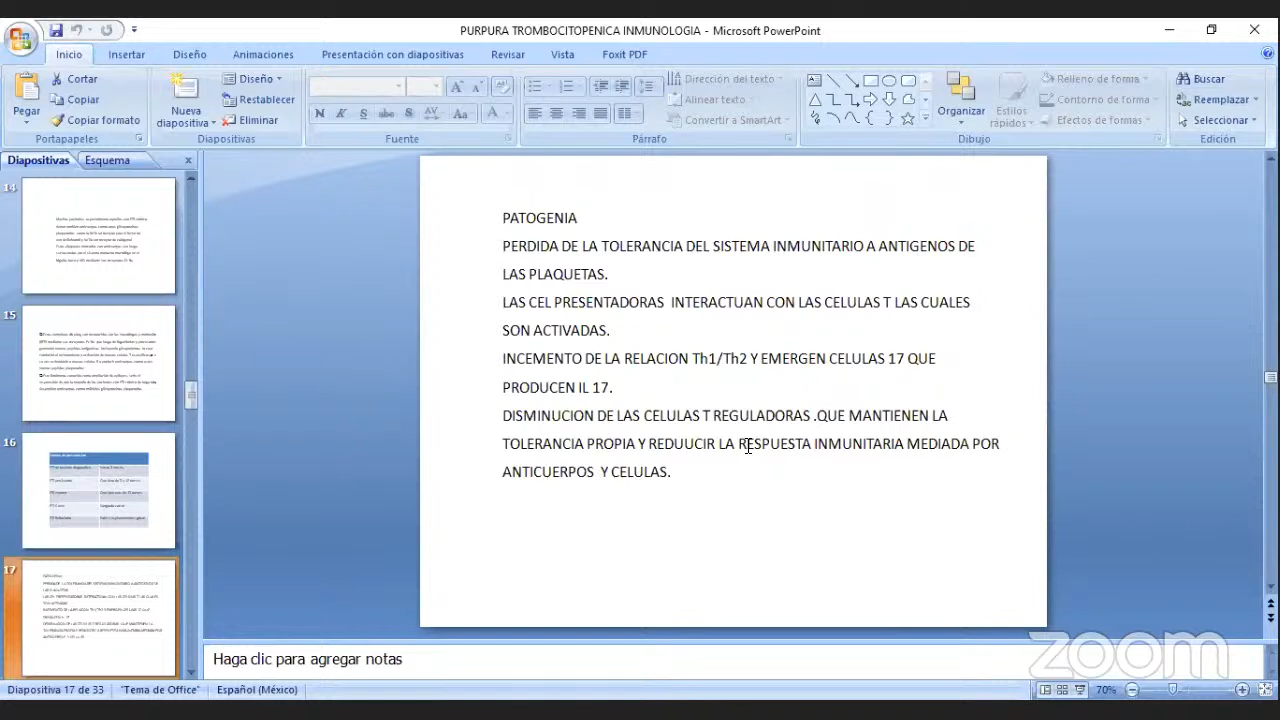 PURPURA TROMBOCITOPENICA INMUNOLOGIA - Microsoft PowerPoint
Inicio Insertar Diseño Animaciones Presentación con diapositivas Revisar Vista Foxit PDF
Cortar
Copiar
Copiar formato
Pegar
Portapapeles
Nueva diapositiva
Diseño
Restablecer
Eliminar
Diapositivas
N K S abc S AV Aa A
Fuente
Dirección del texto
Alinear texto
Convertir a SmartArt
Párrafo
Organizar
Estilos rápidos
Relleno de forma
Contorno de forma
Efectos de formas
Dibujo
Buscar
Reemplazar
Seleccionar
Edición
Diapositivas Esquema
14
15
16
17
PATOGENIA
PERDIDA DE LA TOLERANCIA DEL SISTEMA INMUNITARIO A ANTIGENOS DE
LAS PLAQUETAS.
LAS CEL PRESENTADORAS INTERACTUAN CON LAS CELULAS T LAS CUALES
SON ACTIVADAS.
INCEMENTO DE LA RELACION Th1/Th2 GENEREN CELULAS 17 QUE
PRODUCEN IL 17.
DISMINUCION DE LAS CELULAS T REGULADORAS .QUE MANTIENEN LA
TOLERANCIA PROPIA Y REDUUCIR LA RESPUESTA INMUNITARIA MEDIADA POR
ANTICUERPOS Y CELULAS.
Haga clic para agregar notas
zoom
Diapositiva 17 de 33 "Tema de Office" Español (México) 70%